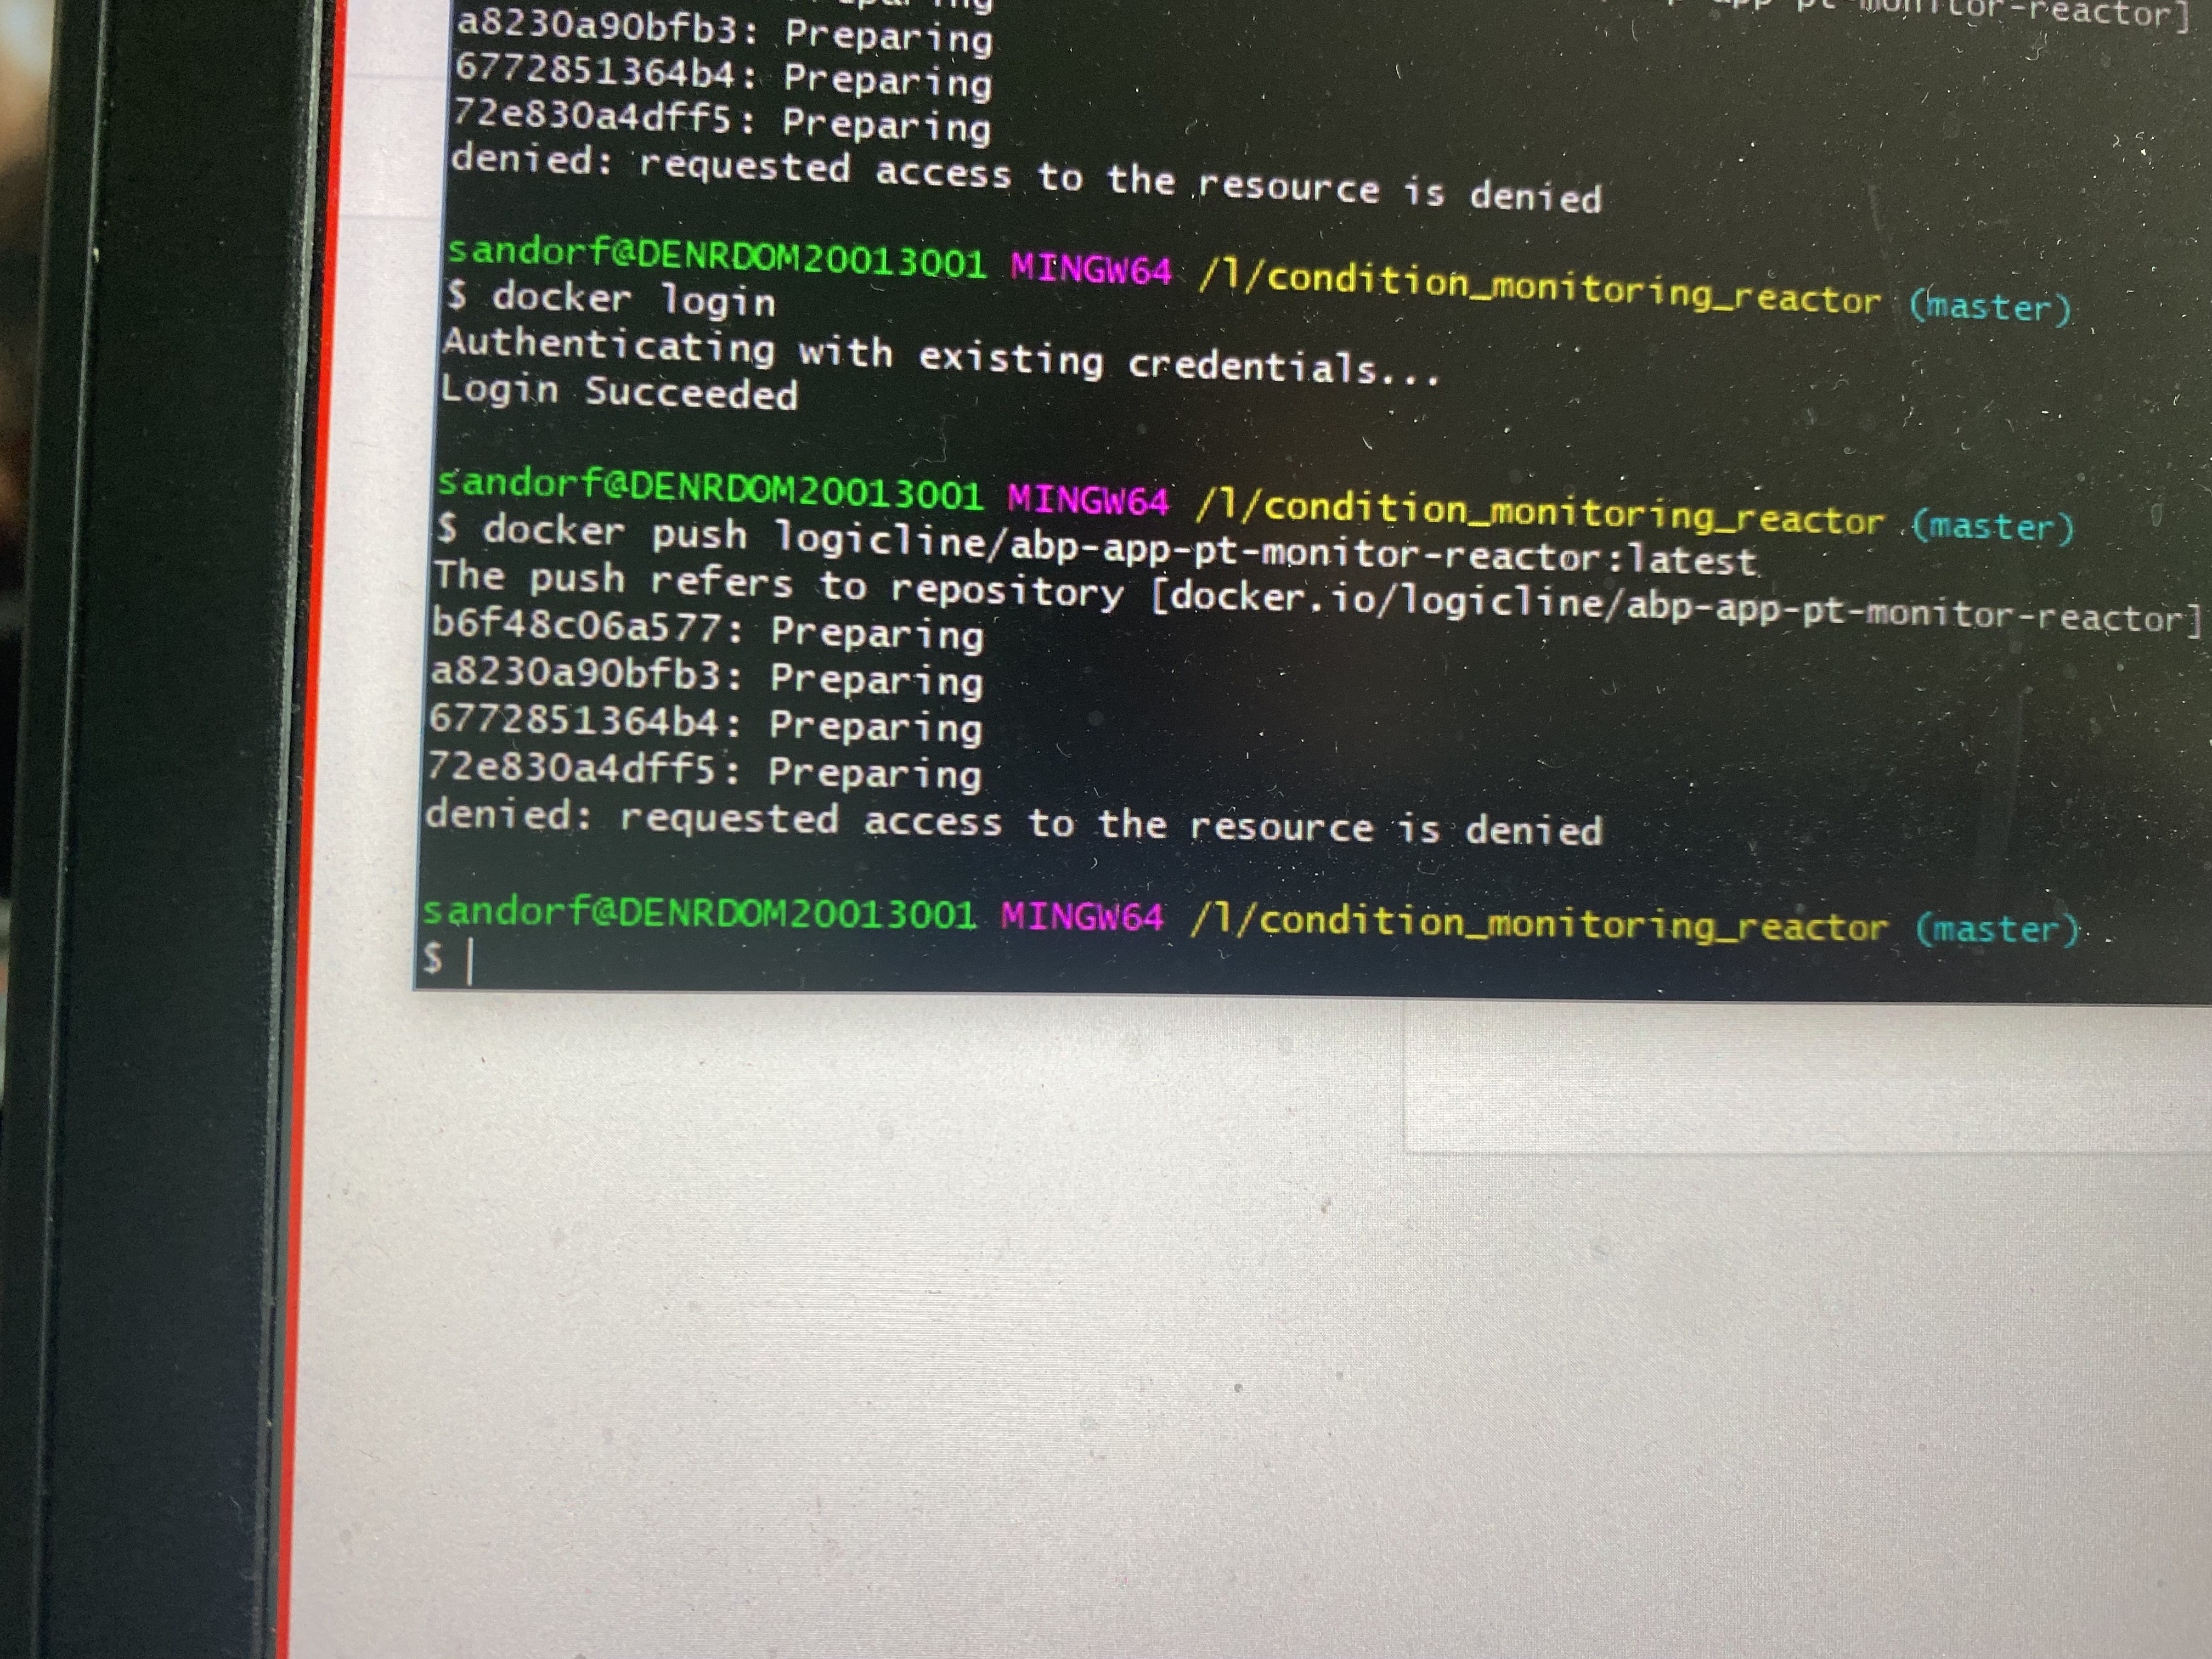 a8230a90bfb3: Preparing
6772851364b4: Preparing
72e830a4dff5: Preparing
denied: requested access to the resource is denied
sandorf@DENRDOM20013001 MINGW64 /l/condition_monitoring_reactor (master)
$ docker login
Authenticating with existing credentials...
Login Succeeded
sandorf@DENRDOM20013001 MINGW64 /l/condition_monitoring_reactor (master)
$ docker push logicline/abp-app-pt-monitor-reactor:latest
The push refers to repository [docker.io/logicline/abp-app-pt-monitor-reactor]
b6f48c06a577: Preparing
a8230a90bfb3: Preparing
6772851364b4: Preparing
72e830a4dff5: Preparing
denied: requested access to the resource is denied
sandorf@DENRDOM20013001 MINGW64 /l/condition_monitoring_reactor (master)
$